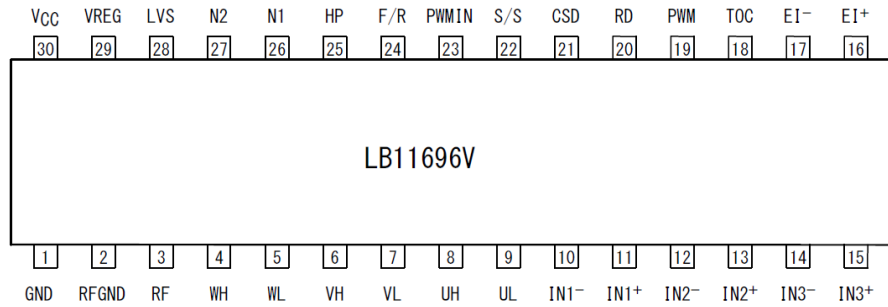 VCC VREG LVS N2 N1 HP F/R PWMIN S/S CSD RD PWM TOC EI− EI+
30 29 28 27 26 25 24 23 22 21 20 19 18 17 16
LB11696V
1 2 3 4 5 6 7 8 9 10 11 12 13 14 15
GND RFGND RF WH WL VH VL UH UL IN1− IN1+ IN2− IN2+ IN3− IN3+